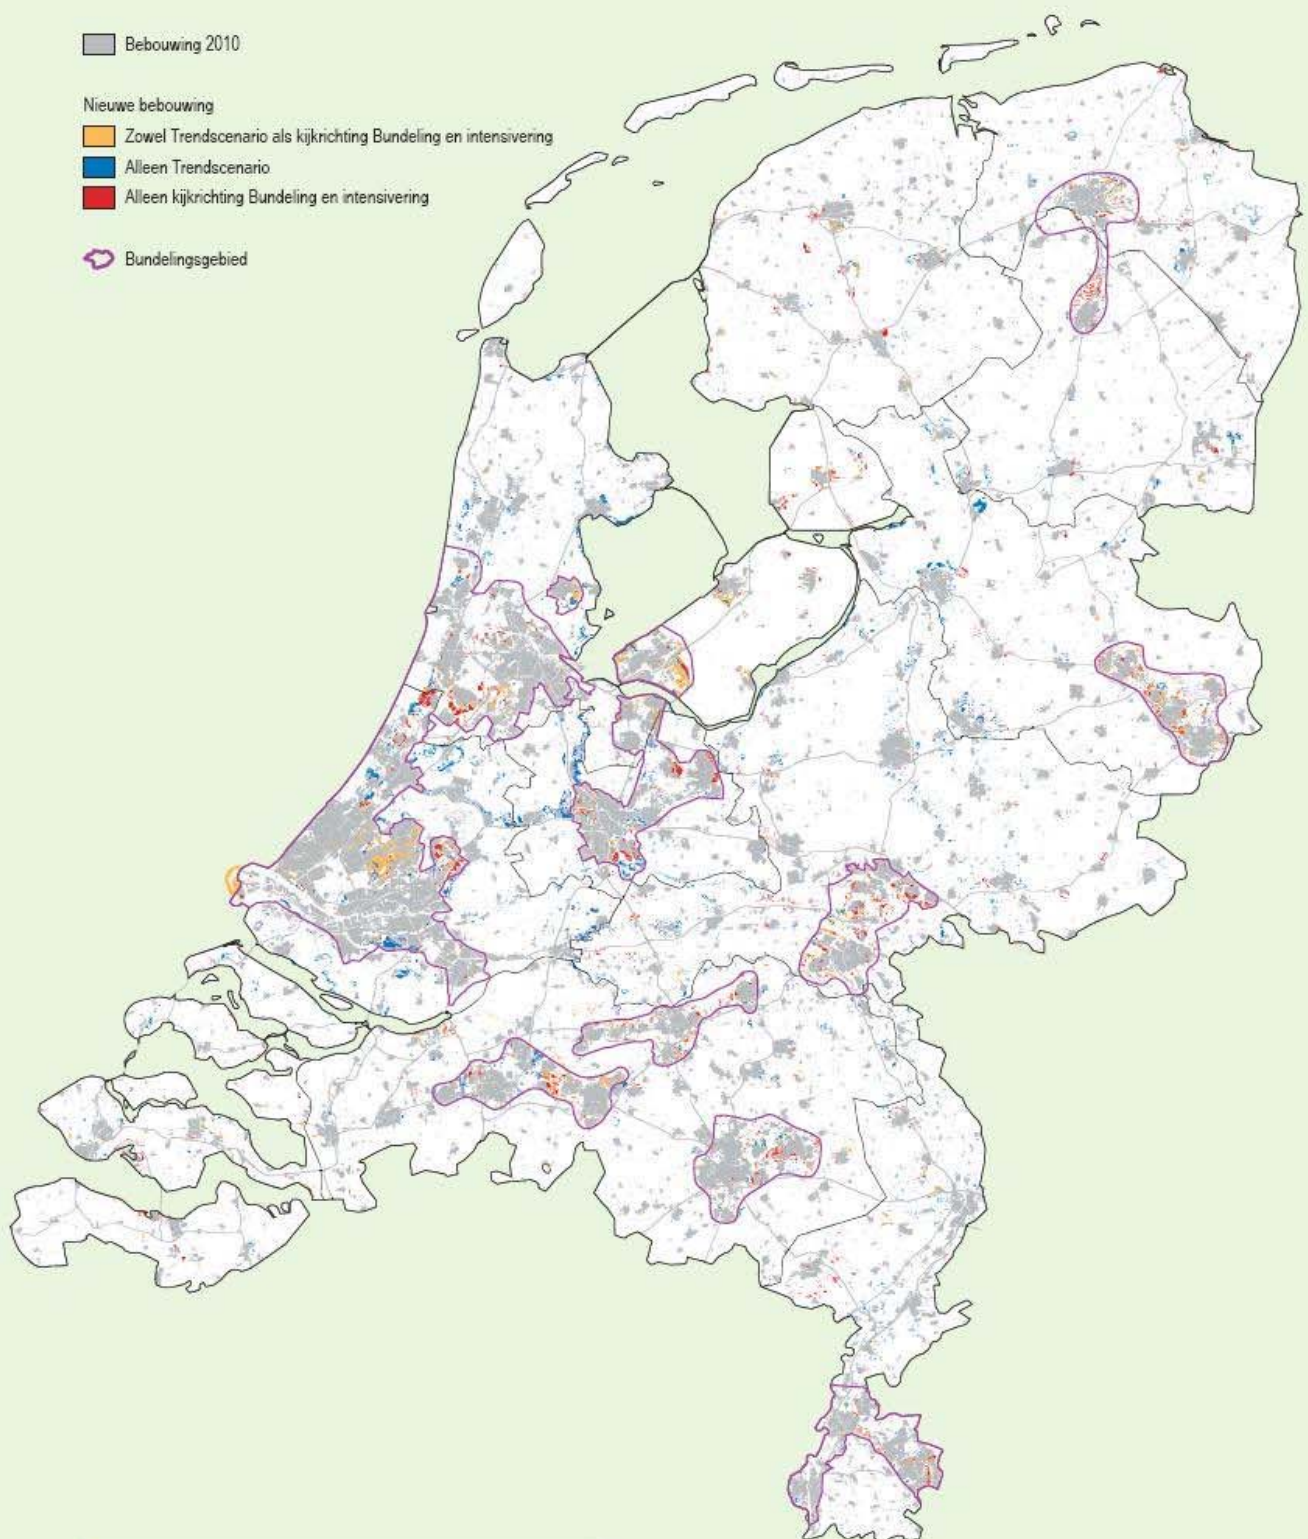 Bebouwing 2010
Nieuwe bebouwing
Zowel Trendscenario als kijkrichting Bundeling en intensivering
Alleen Trendscenario
Alleen kijkrichting Bundeling en intensivering
Bundelingsgebied